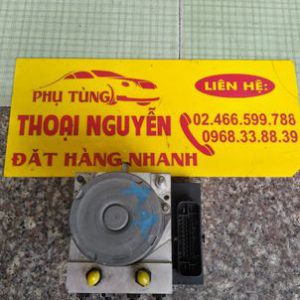 PHỤ TÙNG
LIÊN HỆ:
THOẠI NGUYỄN
02.466.599.788
0968.33.88.39
ĐẶT HÀNG NHANH